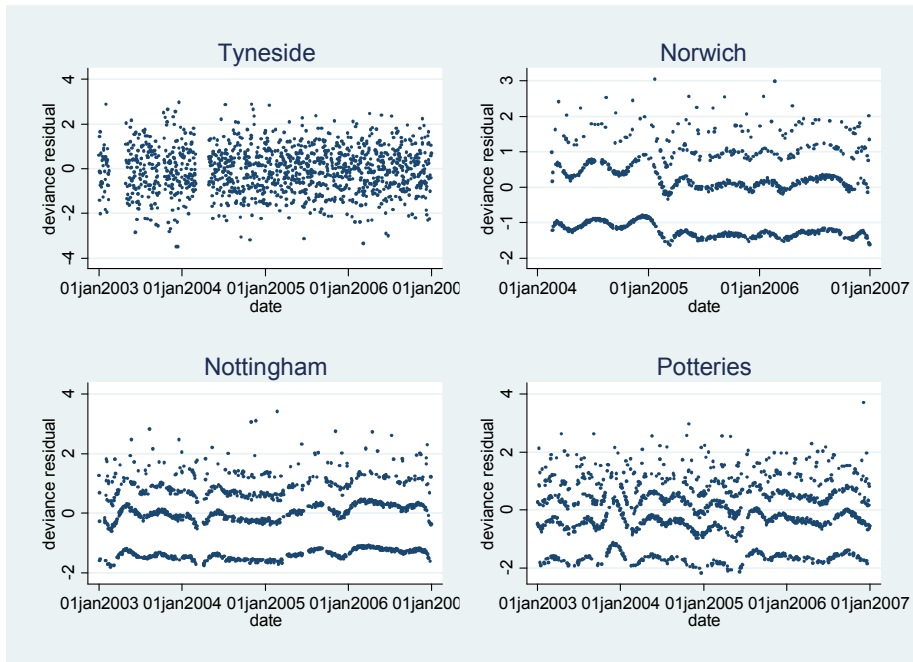 Tyneside
4
2
0
-2
-4
deviance residual
01jan2003 01jan2004 01jan2005 01jan2006 01jan200
date
Norwich
3
2
1
0
-1
-2
deviance residual
01jan2004 01jan2005 01jan2006 01jan2007
date
Nottingham
4
2
0
-2
deviance residual
01jan2003 01jan2004 01jan2005 01jan2006 01jan200
date
Potteries
4
2
0
-2
deviance residual
01jan2003 01jan2004 01jan2005 01jan2006 01jan2007
date